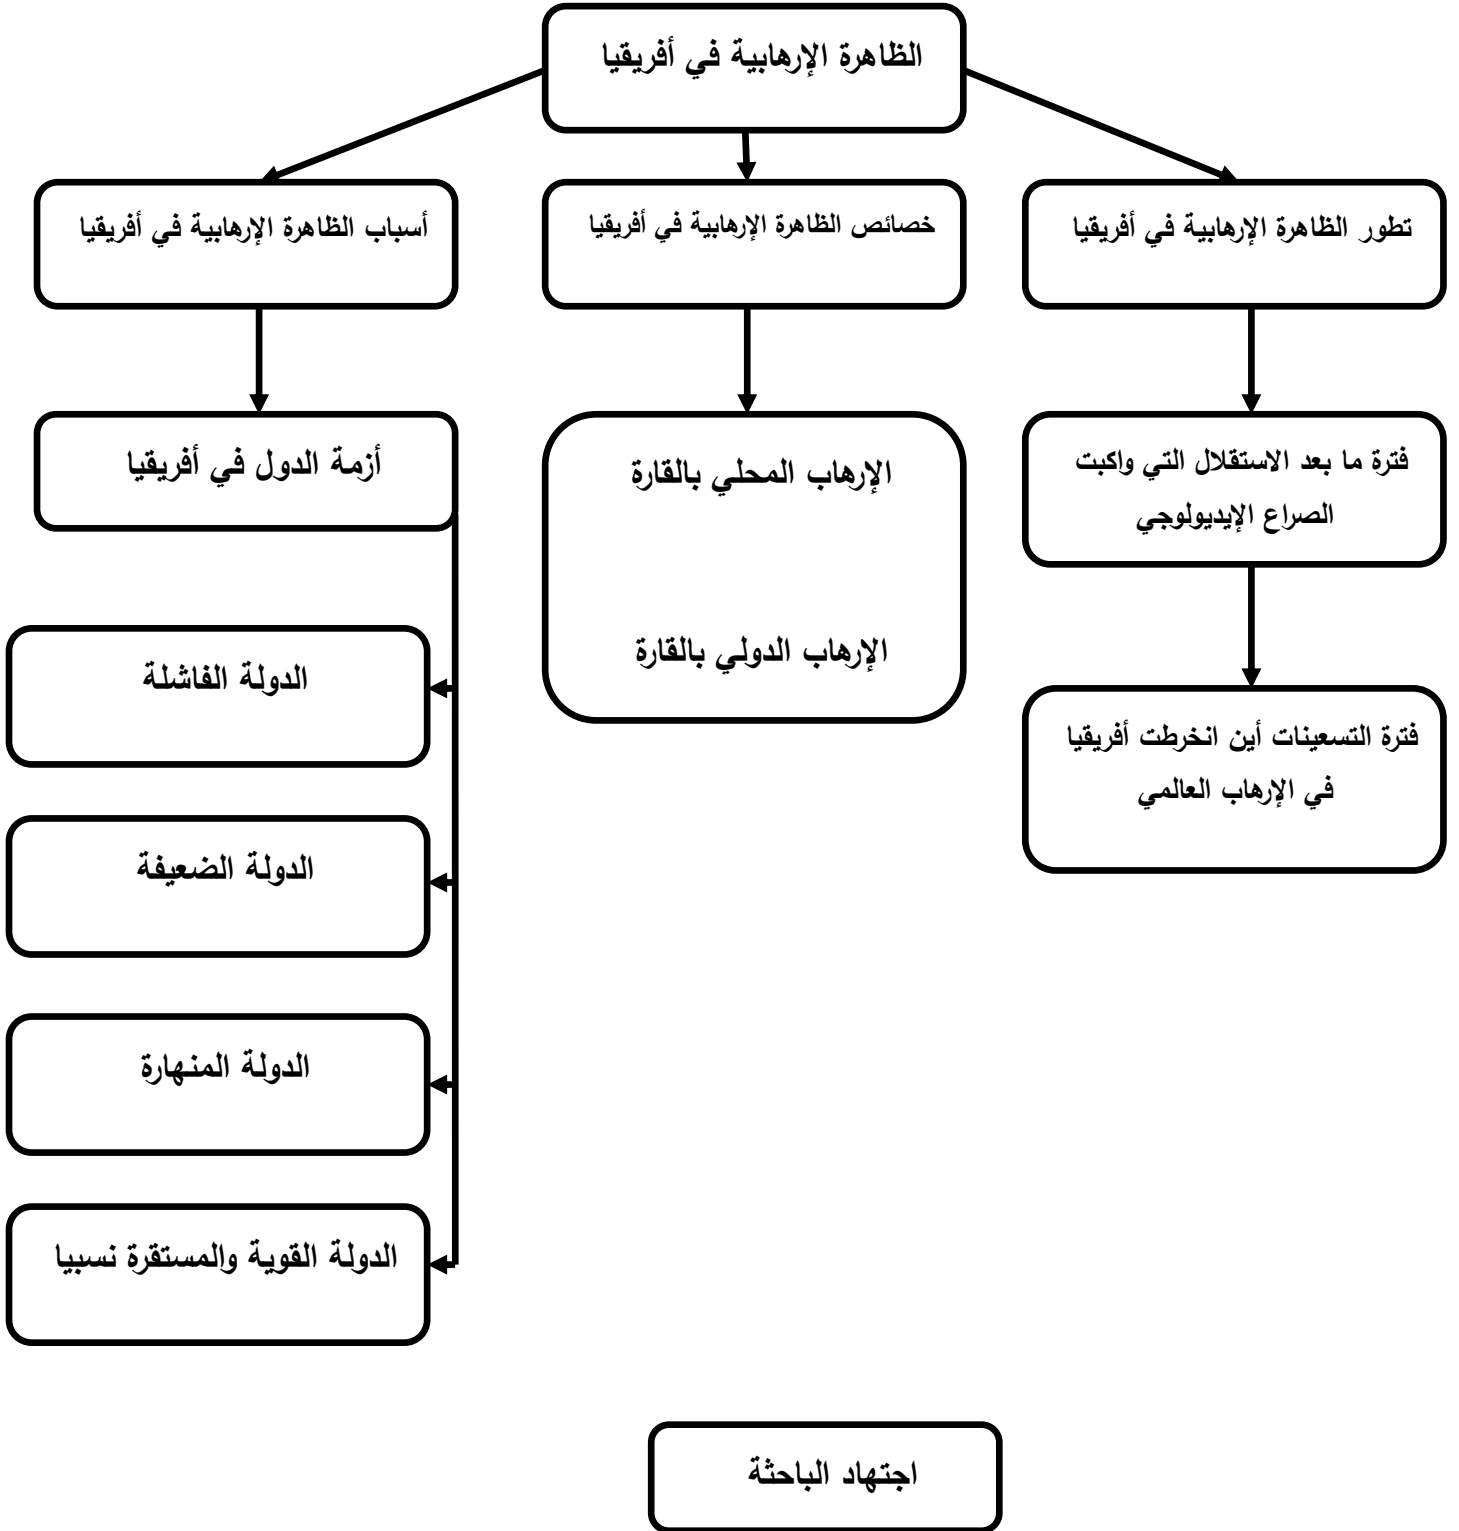 الظاهرة الإرهابية في أفريقيا
تطور الظاهرة الإرهابية في أفريقيا
خصائص الظاهرة الإرهابية في أفريقيا
أسباب الظاهرة الإرهابية في أفريقيا
فترة ما بعد الاستقلال التي واكبت
الصراع الإيديولوجي
فترة التسعينات أين انخرطت أفريقيا
في الإرهاب العالمي
الإرهاب المحلي بالقارة
الإرهاب الدولي بالقارة
أزمة الدول في أفريقيا
الدولة الفاشلة
الدولة الضعيفة
الدولة المنهارة
الدولة القوية والمستقرة نسبيا
اجتهاد الباحثة